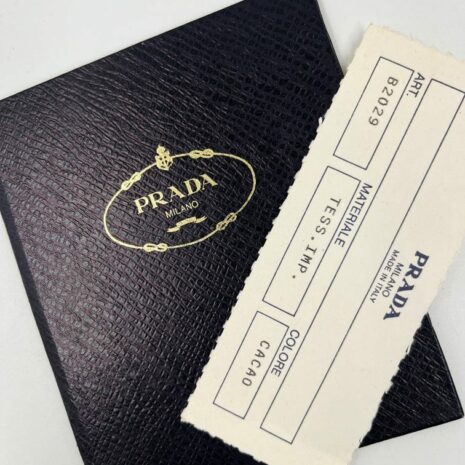 PRADA
MILANO
PRADA
MILANO
MADE IN ITALY
ART.
B2029
MATERIALE
TESS.IMP.
COLORE
CACAO